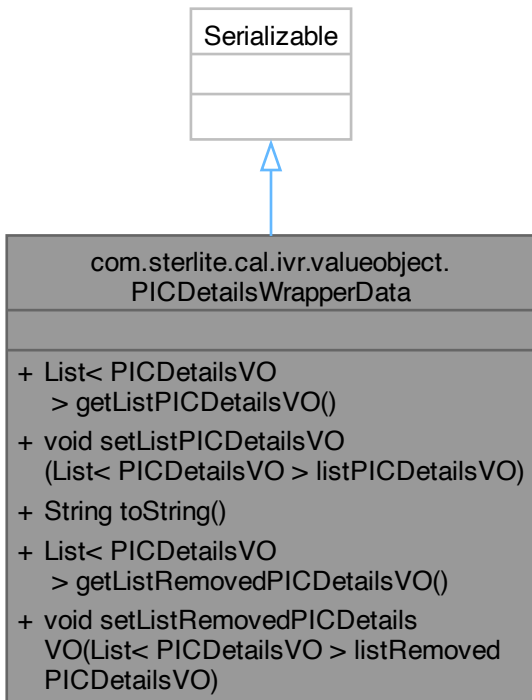 Serializable
com.sterlite.cal.ivr.valueobject.
PICDetailsWrapperData
+ List< PICDetailsVO
> getListPICDetailsVO()
+ void setListPICDetailsVO
(List< PICDetailsVO > listPICDetailsVO)
+ String toString()
+ List< PICDetailsVO
> getListRemovedPICDetailsVO()
+ void setListRemovedPICDetails
VO(List< PICDetailsVO > listRemoved
PICDetailsVO)